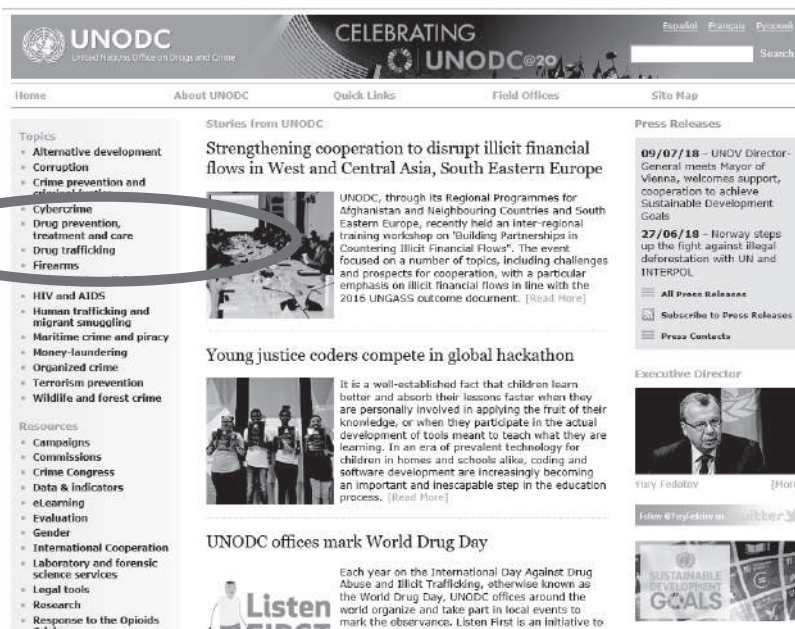 UNODC
United Nations Office on Drugs and Crime
CELEBRATING
UNODC@20
Español Français Русский
Search
Home
About UNODC
Quick Links
Field Offices
Site Map
Topics
Alternative development
Corruption
Crime prevention and
Cybercrime
Drug prevention,
treatment and care
Drug trafficking
Firearms
HIV and AIDS
Human trafficking and
migrant smuggling
Maritime crime and piracy
Money-laundering
Organized crime
Terrorism prevention
Wildlife and forest crime
Resources
Campaigns
Commissions
Crime Congress
Data & indicators
eLearning
Evaluation
Gender
International Cooperation
Laboratory and forensic
science services
Legal tools
Research
Response to the Opioids
Stories from UNODC
Strengthening cooperation to disrupt illicit financial
flows in West and Central Asia, South Eastern Europe
UNODC, through its Regional Programmes for
Afghanistan and Neighbouring Countries and South
Eastern Europe, recently held an inter-regional
training workshop on 'Building Partnerships in
Countering Illicit Financial Flows". The event
focused on a number of topics, including challenges
and prospects for cooperation, with a particular
emphasis on illicit financial flows in line with the
2016 UNGASS outcome document. [Read More]
Young justice coders compete in global hackathon
It is a well-established fact that children learn
better and absorb their lessons faster when they
are personally involved in applying the fruit of their
knowledge, or when they participate in the actual
development of tools meant to teach what they are
learning. In an era of prevalent technology for
children in homes and schools alike, coding and
software development are increasingly becoming
an important and inescapable step in the education
process. [Read More]
UNODC offices mark World Drug Day
Listen
FIRST
Each year on the International Day Against Drug
Abuse and Illicit Trafficking, otherwise known as
the World Drug Day, UNODC offices around the
world organize and take part in local events to
mark the observance. Listen First is an initiative to
Press Releases
09/07/18 – UNOV Director-
General meets Mayor of
Vienna, welcomes support,
cooperation to achieve
Sustainable Development
Goals
27/06/18 – Norway steps
up the fight against illegal
deforestation with UN and
INTERPOL
All Press Releases
Subscribe to Press Releases
Press Contacts
Executive Director
Yury Fedotov [More
Follow @YuryFedotov on twitter
SUSTAINABLE
DEVELOPMENT
GOALS